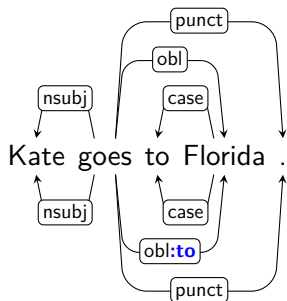 punct
obl
nsubj case
Kate goes to Florida .
nsubj case
obl:to
punct